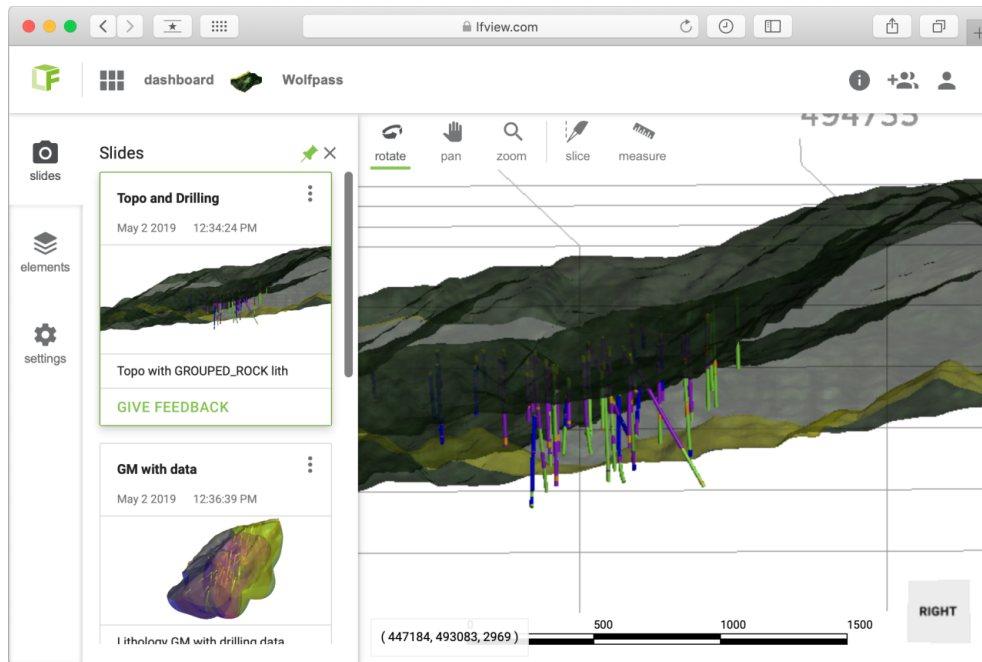 lfview.com
dashboard
Wolfpass
slides
elements
settings
Slides
Topo and Drilling
May 2 2019 12:34:24 PM
Topo with GROUPED_ROCK lith
GIVE FEEDBACK
GM with data
May 2 2019 12:36:39 PM
Lithology GM with drilling data
rotate
pan
zoom
slice
measure
494735
( 447184, 493083, 2969 )
0 500 1000 1500
RIGHT